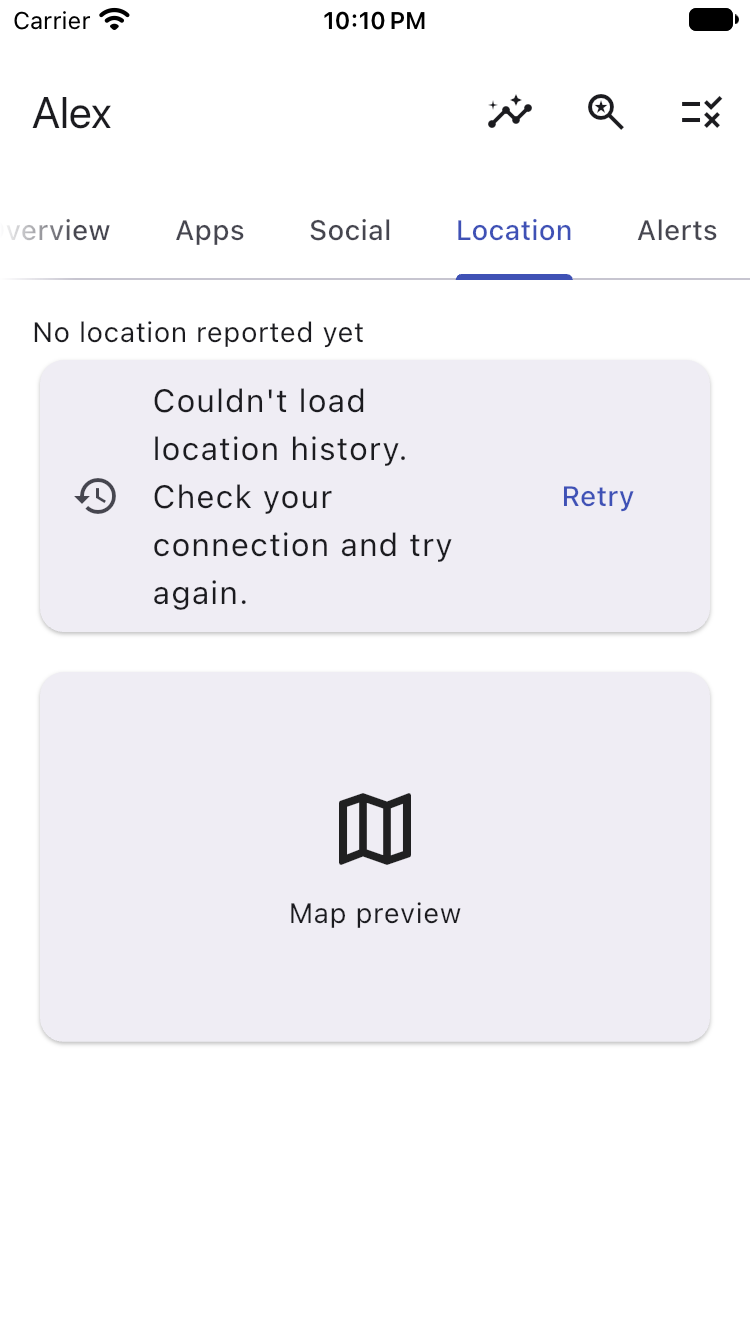 Carrier 10:10 PM
Alex
verview Apps Social Location Alerts
No location reported yet
Couldn't load
location history.
Check your
connection and try
again.
Retry
Map preview